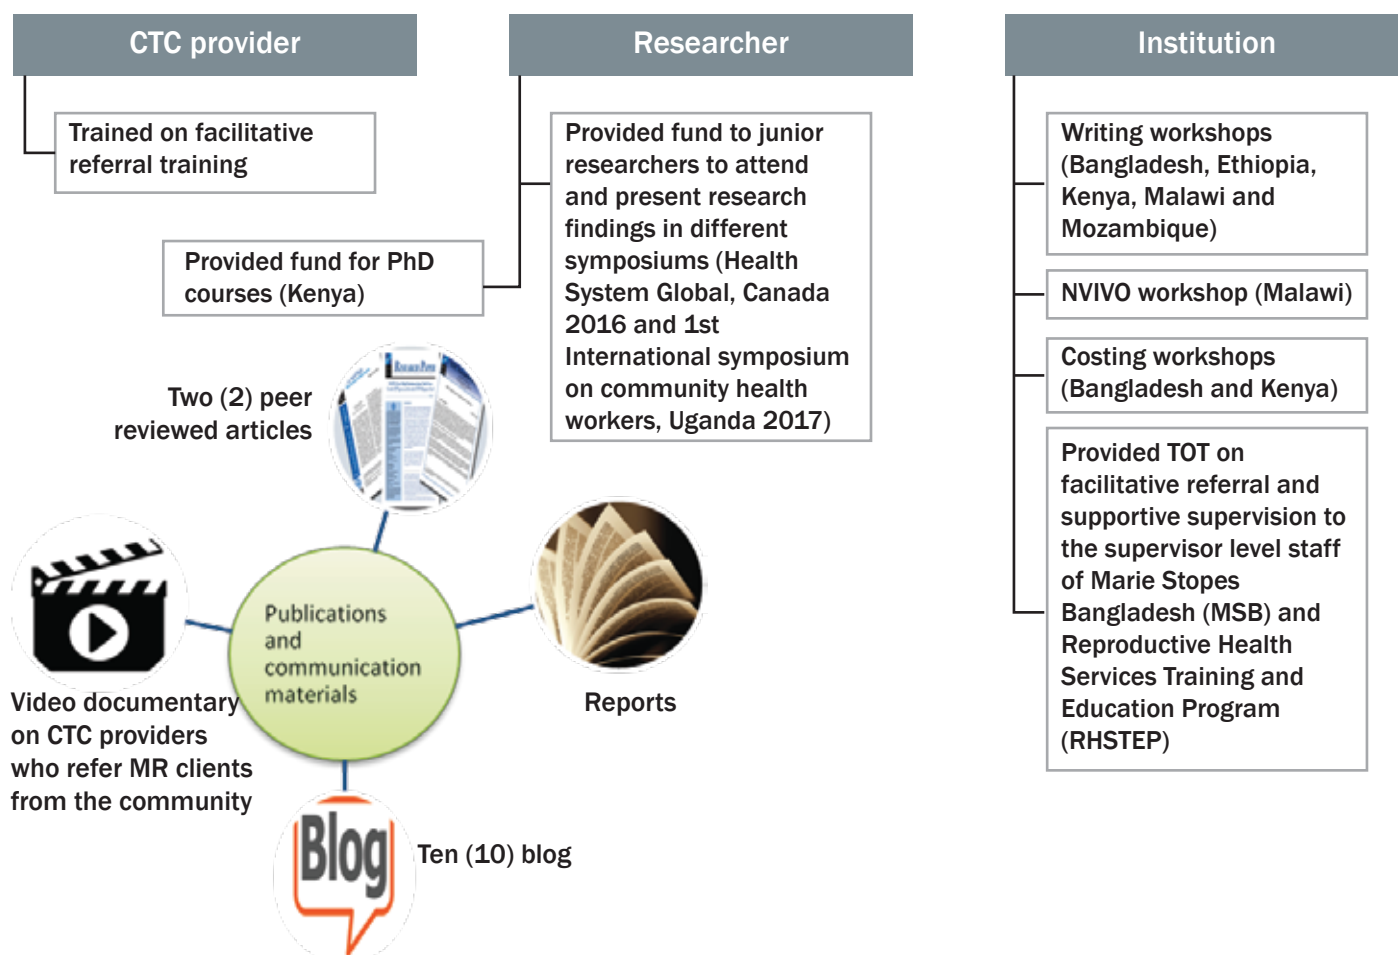 CTC provider
Trained on facilitative
referral training
Researcher
Provided fund to junior
researchers to attend
and present research
findings in different
symposiums (Health
System Global, Canada
2016 and 1st
International symposium
on community health
workers, Uganda 2017)
Provided fund for PhD
courses (Kenya)
Institution
Writing workshops
(Bangladesh, Ethiopia,
Kenya, Malawi and
Mozambique)
NVIVO workshop (Malawi)
Costing workshops
(Bangladesh and Kenya)
Provided TOT on
facilitative referral and
supportive supervision to
the supervisor level staff
of Marie Stopes
Bangladesh (MSB) and
Reproductive Health
Services Training and
Education Program
(RHSTEP)
Two (2) peer
reviewed articles
Publications
and
communication
materials
Reports
Video documentary
on CTC providers
who refer MR clients
from the community
Blog
Ten (10) blog